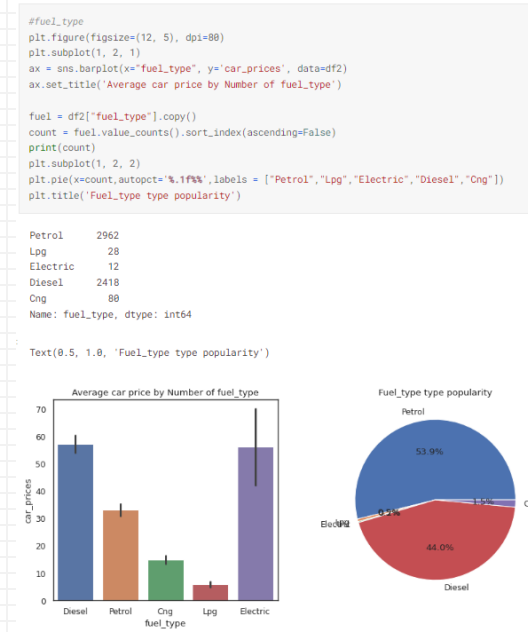 #fuel_type
plt.figure(figsize=(12, 5), dpi=80)
plt.subplot(1, 2, 1)
ax = sns.barplot(x="fuel_type", y='car_prices', data=df2)
ax.set_title('Average car price by Number of fuel_type')
fuel = df2["fuel_type"].copy()
count = fuel.value_counts().sort_index(ascending=False)
print(count)
plt.subplot(1, 2, 2)
plt.pie(x=count,autopct='%.1f%%',labels = ["Petrol","Lpg","Electric","Diesel","Cng"])
plt.title('Fuel_type type popularity')
Petrol 2962
Lpg 28
Electric 12
Diesel 2418
Cng 80
Name: fuel_type, dtype: int64
Text(0.5, 1.0, 'Fuel_type type popularity')
Average car price by Number of fuel_type
70
60
50
40
30
20
10
0
car_prices
Diesel Petrol Cng Lpg Electric
fuel_type
Fuel_type type popularity
Petrol
53.9%
1.5%
C
Electric
0.5%
44.0%
Diesel